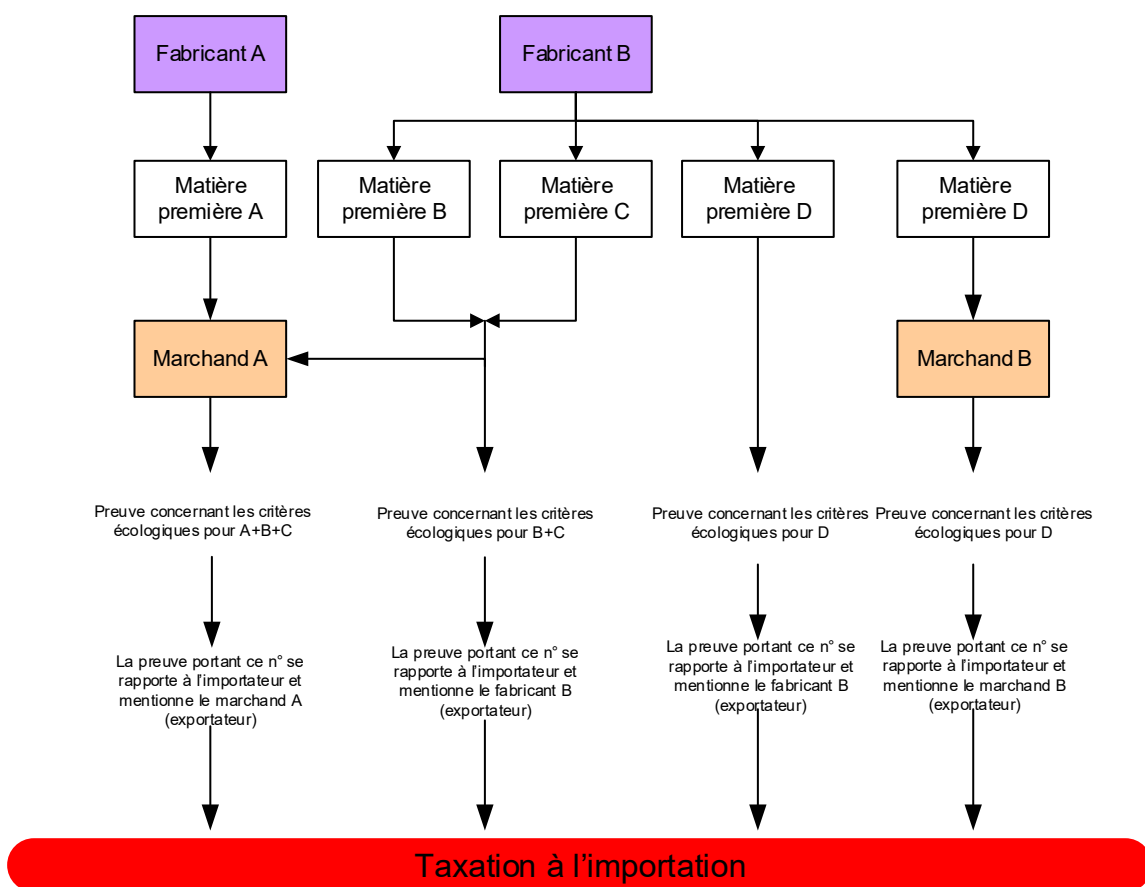 Fabricant A
Fabricant B
Matière
première A
Matière
première B
Matière
première C
Matière
première D
Matière
première D
Marchand A
Marchand B
Preuve concernant les critères
écologiques pour A+B+C
Preuve concernant les critères
écologiques pour B+C
Preuve concernant les critères
écologiques pour D
Preuve concernant les critères
écologiques pour D
La preuve portant ce n° se
rapporte à l'importateur et
mentionne le marchand A
(exportateur)
La preuve portant ce n° se
rapporte à l'importateur et
mentionne le fabricant B
(exportateur)
La preuve portant ce n° se
rapporte à l'importateur et
mentionne le fabricant B
(exportateur)
La preuve portant ce n° se
rapporte à l'importateur et
mentionne le marchand B
(exportateur)
Taxation à l'importation